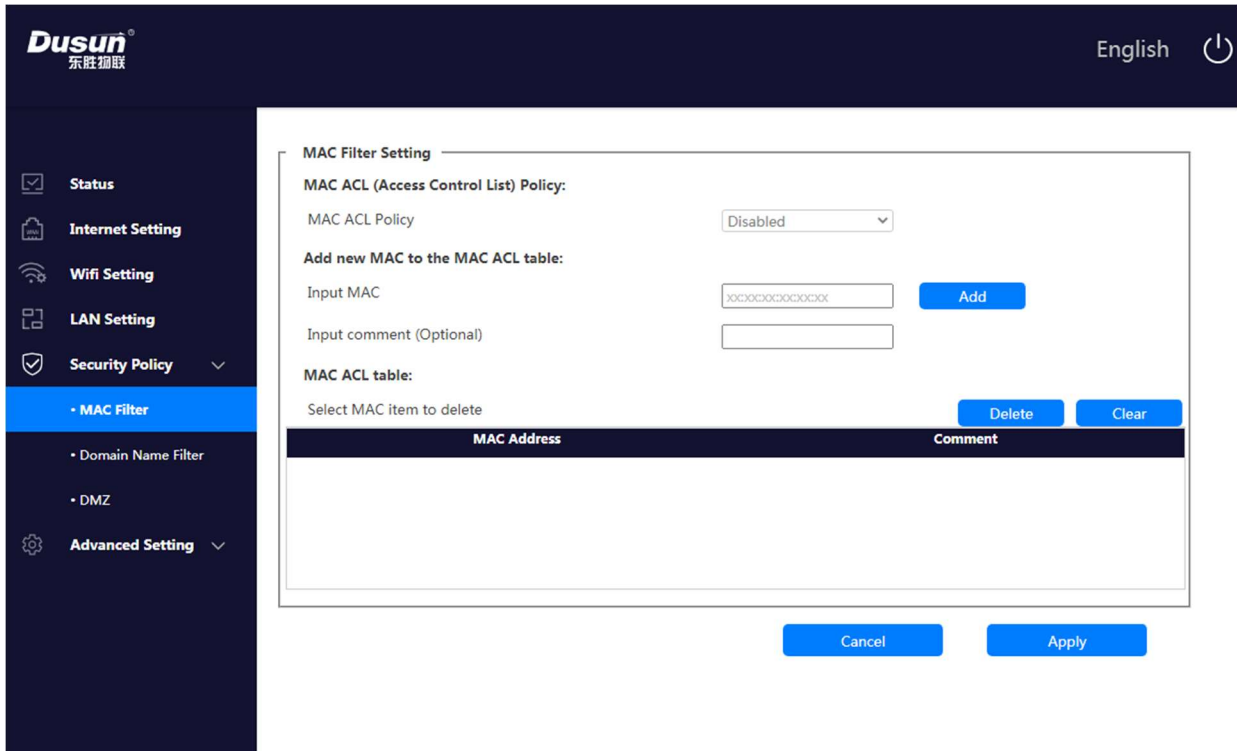 Dusun®
东胜物联
English
Status
Internet Setting
Wifi Setting
LAN Setting
Security Policy
• MAC Filter
• Domain Name Filter
• DMZ
Advanced Setting
MAC Filter Setting
MAC ACL (Access Control List) Policy:
MAC ACL Policy Disabled
Add new MAC to the MAC ACL table:
Input MAC xx:xx:xx:xx:xx:xx Add
Input comment (Optional)
MAC ACL table:
Select MAC item to delete Delete Clear
MAC Address Comment
Cancel Apply